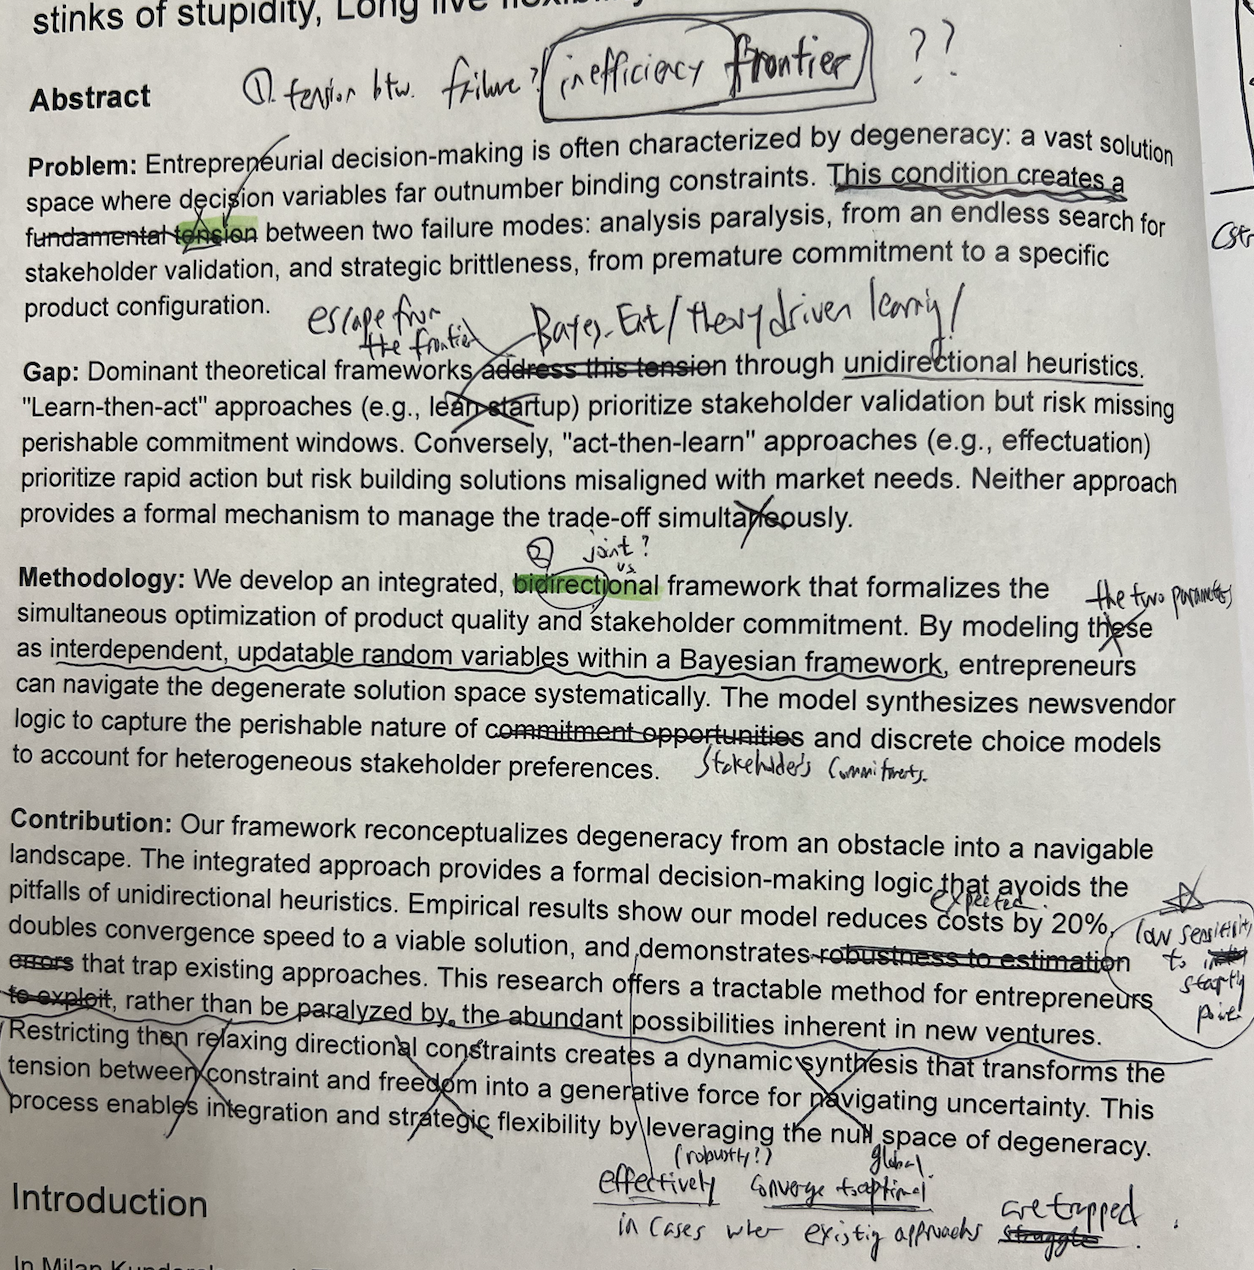 stinks of stupidity, Long live
① tension btw. failure? inefficiency frontier ??
Abstract
Problem: Entrepreneurial decision-making is often characterized by degeneracy: a vast solution
space where decision variables far outnumber binding constraints. This condition creates a
fundamental tension between two failure modes: analysis paralysis, from an endless search for
stakeholder validation, and strategic brittleness, from premature commitment to a specific
product configuration.
escape from
the frontier
Bayes. Ent/theory driven learning/
Gap: Dominant theoretical frameworks address this tension through unidirectional heuristics.
"Learn-then-act" approaches (e.g., lean startup) prioritize stakeholder validation but risk missing
perishable commitment windows. Conversely, "act-then-learn" approaches (e.g., effectuation)
prioritize rapid action but risk building solutions misaligned with market needs. Neither approach
provides a formal mechanism to manage the trade-off simultaneously.
② joint?
vs
Methodology: We develop an integrated, bidirectional framework that formalizes the
the two parameters
simultaneous optimization of product quality and stakeholder commitment. By modeling these
as interdependent, updatable random variables within a Bayesian framework, entrepreneurs
can navigate the degenerate solution space systematically. The model synthesizes newsvendor
logic to capture the perishable nature of commitment opportunities and discrete choice models
to account for heterogeneous stakeholder preferences.
Stakeholder's Commitments.
Contribution: Our framework reconceptualizes degeneracy from an obstacle into a navigable
landscape. The integrated approach provides a formal decision-making logic that avoids the
expected
pitfalls of unidirectional heuristics. Empirical results show our model reduces costs by 20%,
doubles convergence speed to a viable solution, and demonstrates robustness to estimation
low sensitivity
to
starting
point
errors that trap existing approaches. This research offers a tractable method for entrepreneurs
to exploit, rather than be paralyzed by, the abundant possibilities inherent in new ventures.
Restricting then relaxing directional constraints creates a dynamic synthesis that transforms the
tension between constraint and freedom into a generative force for navigating uncertainty. This
process enables integration and strategic flexibility by leveraging the null space of degeneracy.
(robustly!?) global
effectively converge to optimal
in cases where existing approaches struggle are trapped.
Introduction
In Milan